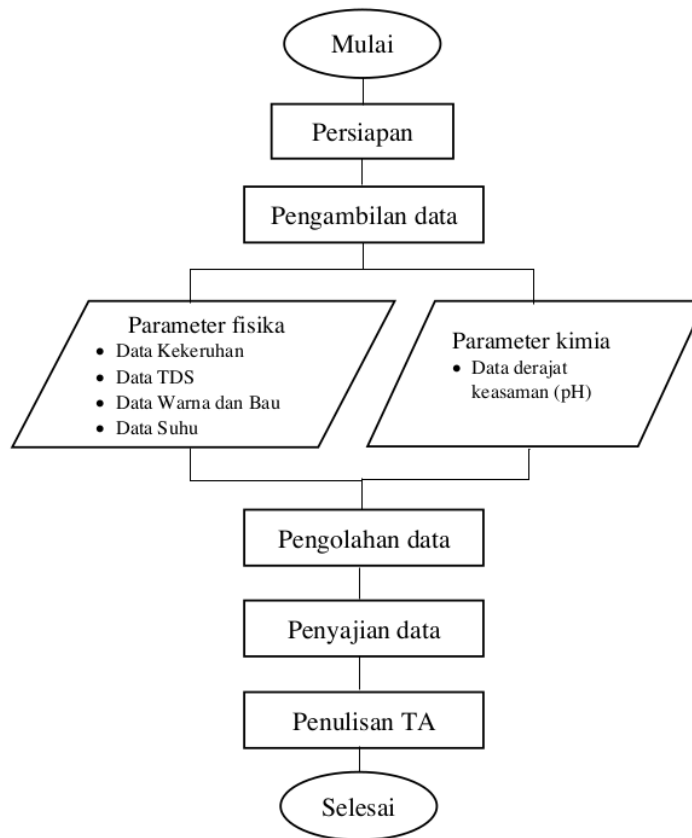 Mulai
Persiapan
Pengambilan data
Parameter fisika
• Data Kekeruhan
• Data TDS
• Data Warna dan Bau
• Data Suhu
Parameter kimia
• Data derajat
keasaman (pH)
Pengolahan data
Penyajian data
Penulisan TA
Selesai